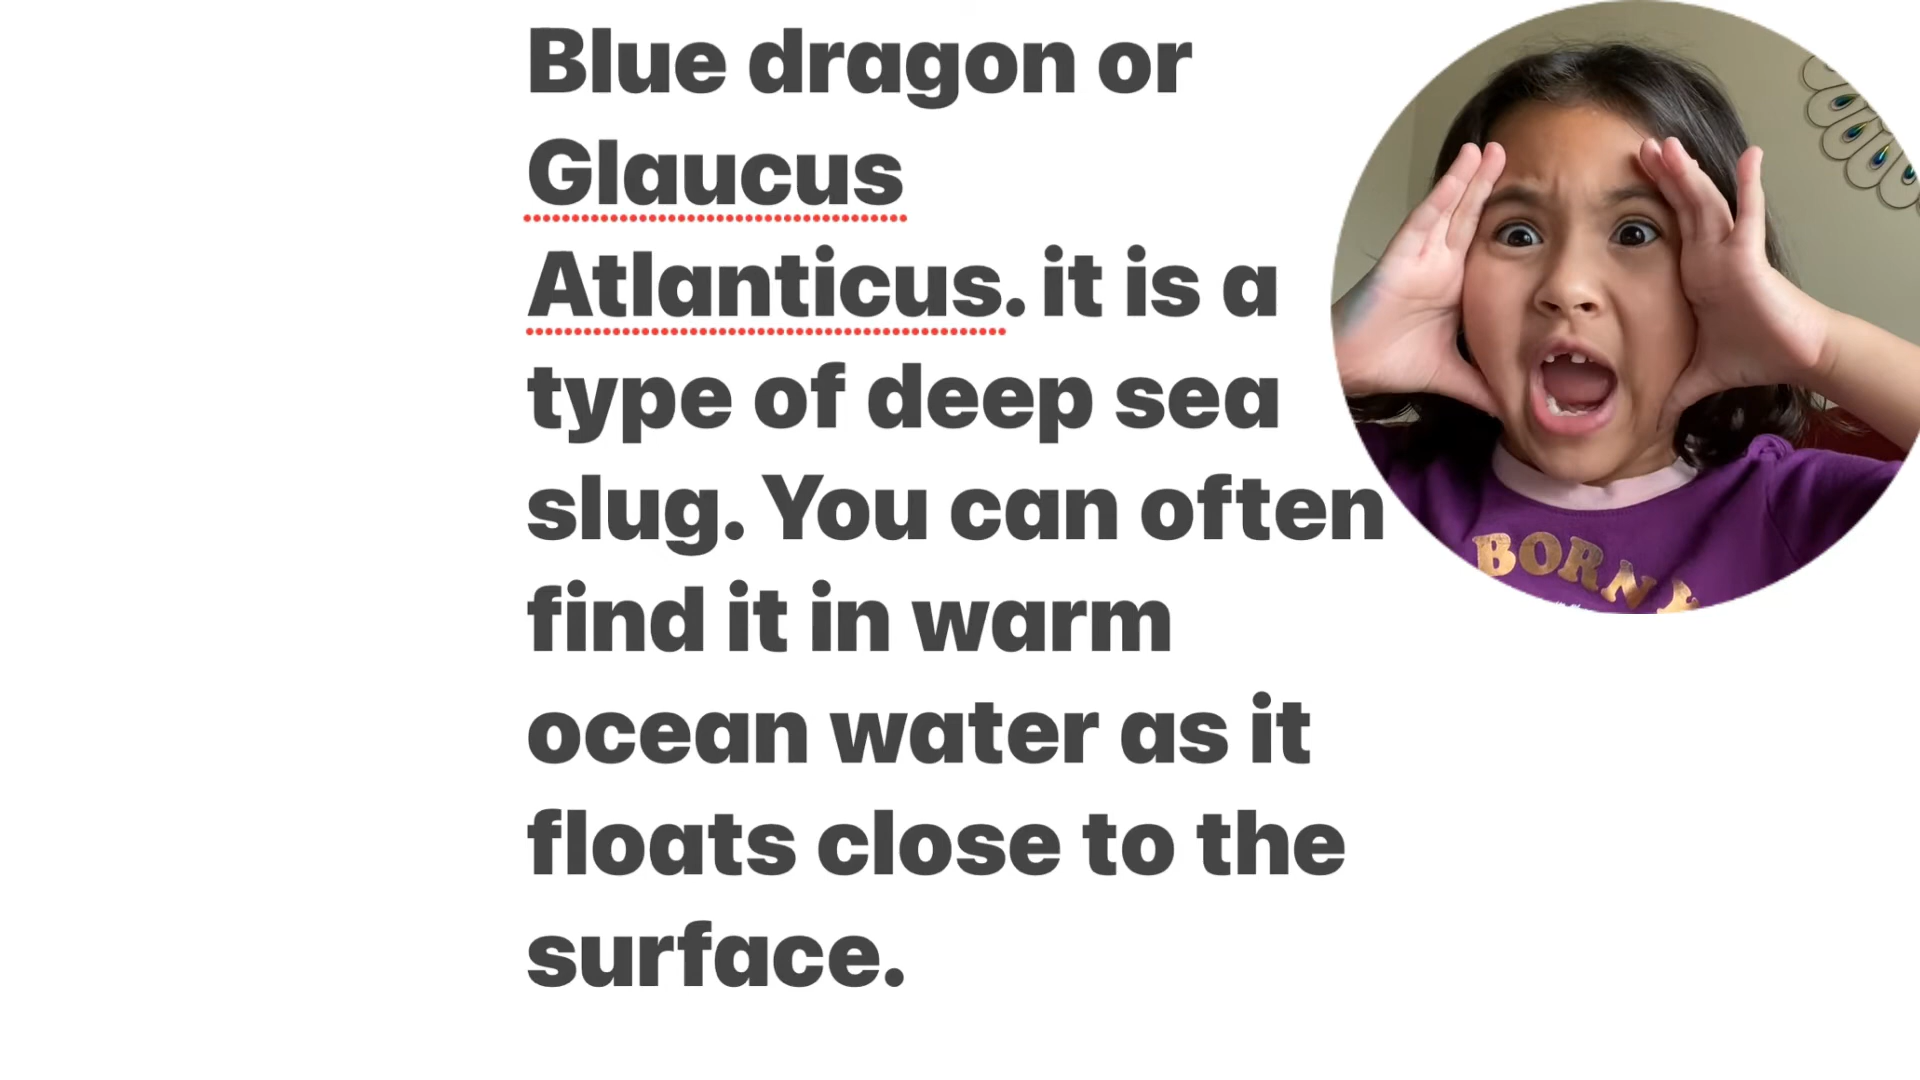 Blue dragon or
Glaucus
Atlanticus. it is a
type of deep sea
slug. You can often
find it in warm
ocean water as it
floats close to the
surface.
BORN